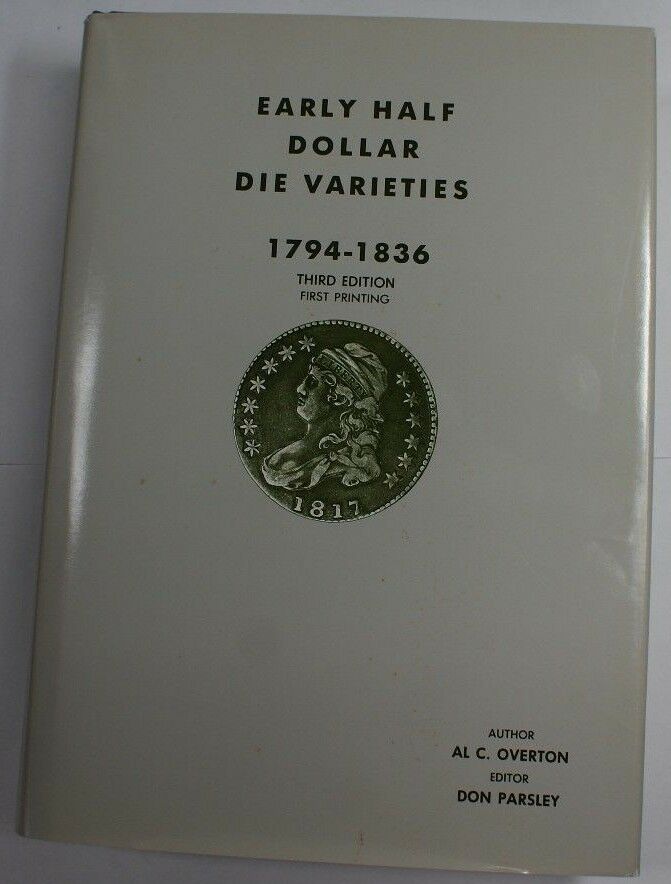 EARLY HALF
DOLLAR
DIE VARIETIES
1794-1836
THIRD EDITION
FIRST PRINTING
1817
AUTHOR
AL C. OVERTON
EDITOR
DON PARSLEY